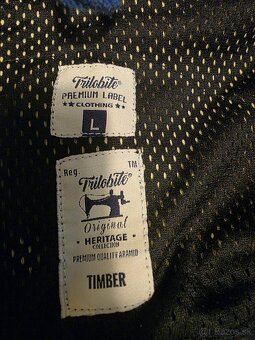 Trilobite®
PREMIUM LABEL
★★ CLOTHING ★★
L
Reg. TM
Trilobite®
Original
HERITAGE
COLLECTION
PREMIUM QUALITY ARAMID
TIMBER
bazos.sk